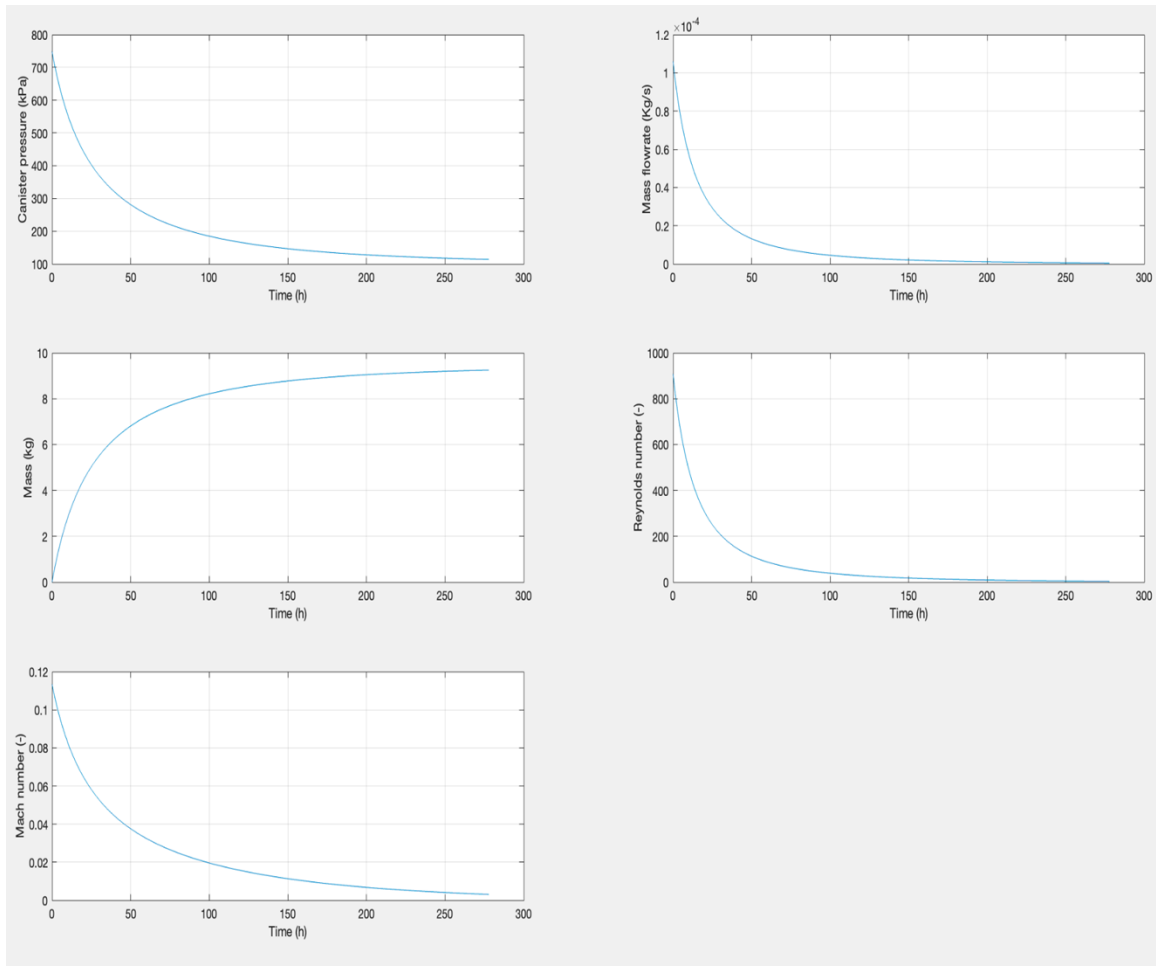 800
700
600
500
400
300
200
100
Canister pressure (kPa)
0 50 100 150 200 250 300
Time (h)
×10-4
1.2
1
0.8
0.6
0.4
0.2
0
Mass flowrate (Kg/s)
0 50 100 150 200 250 300
Time (h)
10
8
6
4
2
0
Mass (kg)
0 50 100 150 200 250 300
Time (h)
1000
800
600
400
200
0
Reynolds number (-)
0 50 100 150 200 250 300
Time (h)
0.12
0.1
0.08
0.06
0.04
0.02
0
Mach number (-)
0 50 100 150 200 250 300
Time (h)